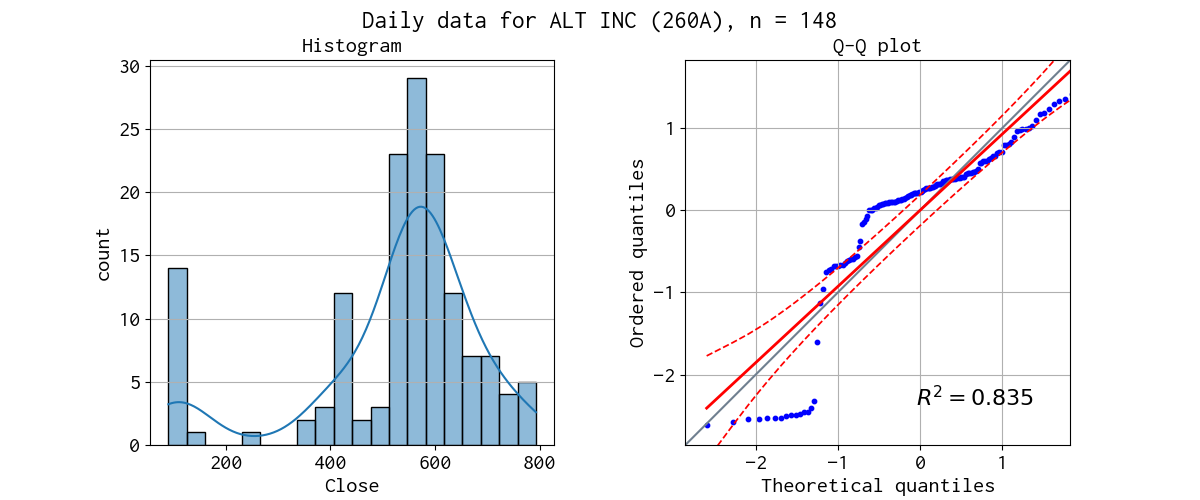 Daily data for ALT INC (260A), n = 148
Histogram
30
25
20
15
10
5
0
count
200 400 600 800
Close
Q-Q plot
1
0
−1
−2
Ordered quantiles
R² = 0.835
−2 −1 0 1
Theoretical quantiles